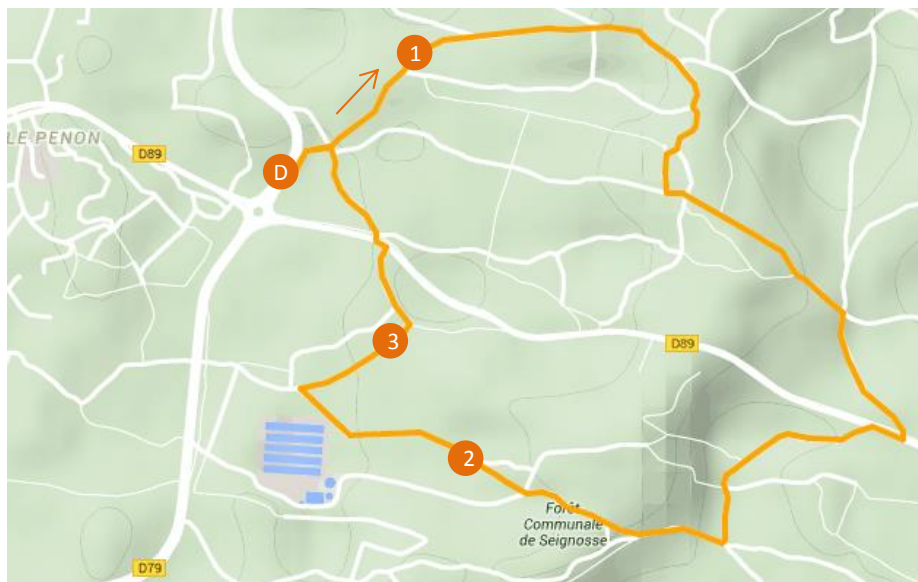 1
LE PENON
D89
D
3
D89
2
Forêt
Communale
de Seignosse
D79